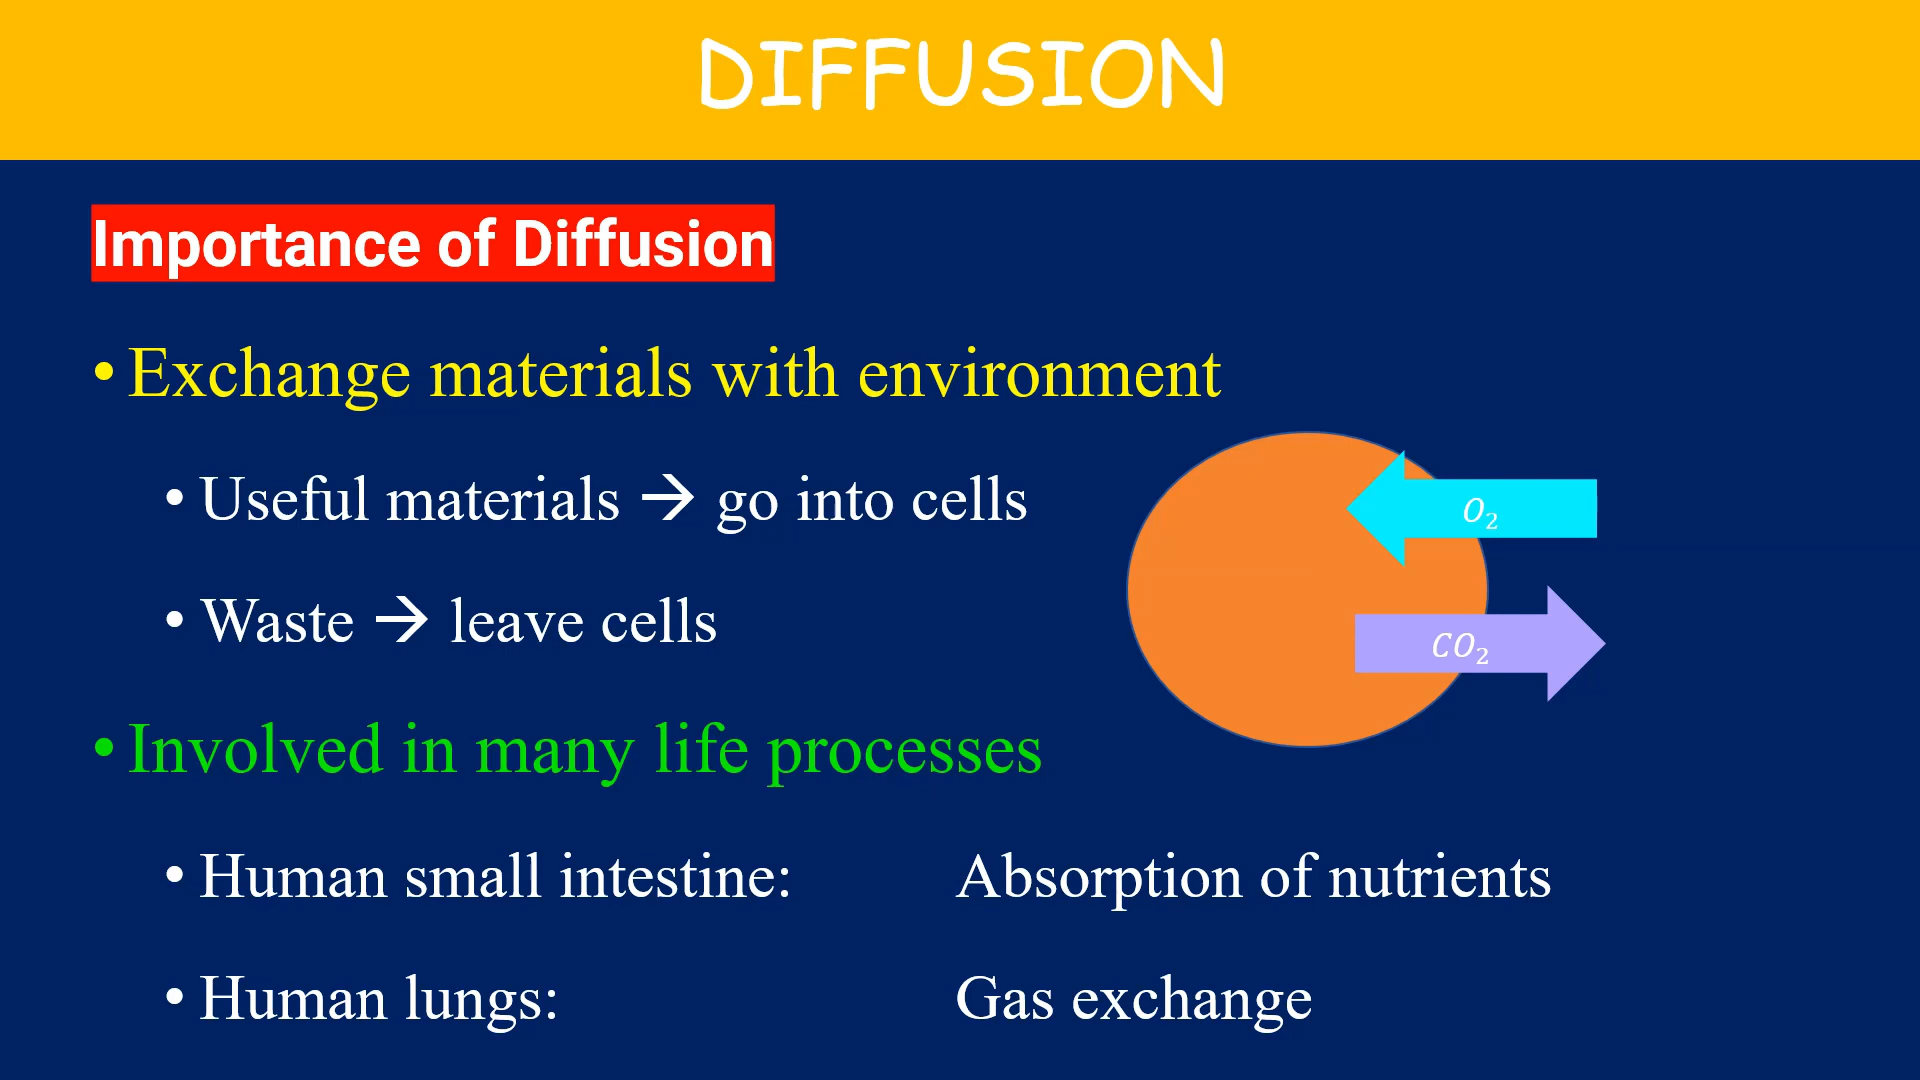 DIFFUSION
Importance of Diffusion
• Exchange materials with environment
• Useful materials → go into cells
• Waste → leave cells
O₂
CO₂
• Involved in many life processes
• Human small intestine: Absorption of nutrients
• Human lungs: Gas exchange